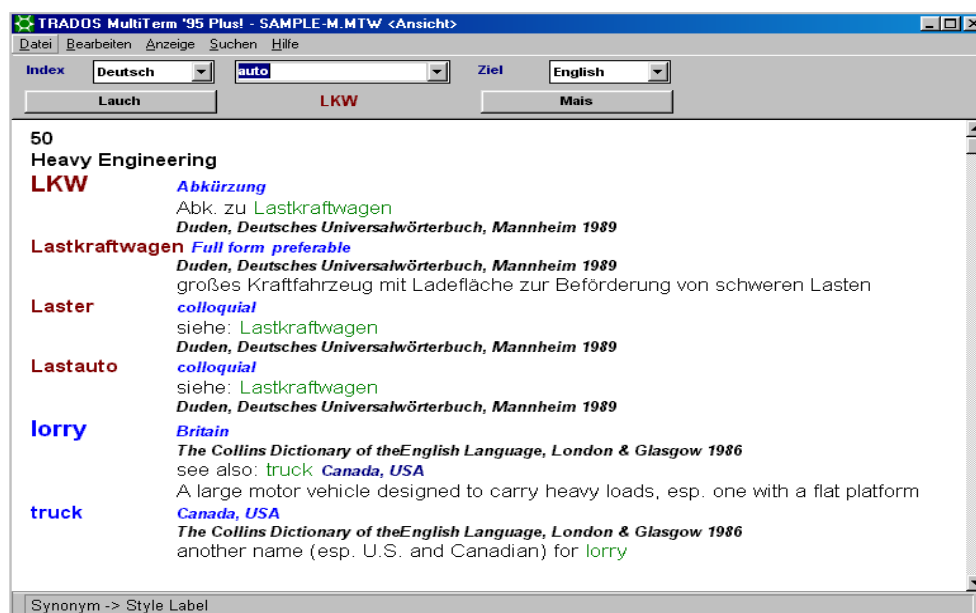 TRADOS MultiTerm '95 Plus! - SAMPLE-M.MTW <Ansicht>
Datei Bearbeiten Anzeige Suchen Hilfe
Index Deutsch auto Ziel English
Lauch LKW Mais
50
Heavy Engineering
LKW Abkürzung
Abk. zu Lastkraftwagen
Duden, Deutsches Universalwörterbuch, Mannheim 1989
Lastkraftwagen Full form preferable
Duden, Deutsches Universalwörterbuch, Mannheim 1989
großes Kraftfahrzeug mit Ladefläche zur Beförderung von schweren Lasten
Laster colloquial
siehe: Lastkraftwagen
Duden, Deutsches Universalwörterbuch, Mannheim 1989
Lastauto colloquial
siehe: Lastkraftwagen
Duden, Deutsches Universalwörterbuch, Mannheim 1989
lorry Britain
The Collins Dictionary of theEnglish Language, London & Glasgow 1986
see also: truck Canada, USA
A large motor vehicle designed to carry heavy loads, esp. one with a flat platform
truck Canada, USA
The Collins Dictionary of theEnglish Language, London & Glasgow 1986
another name (esp. U.S. and Canadian) for lorry
Synonym -> Style Label